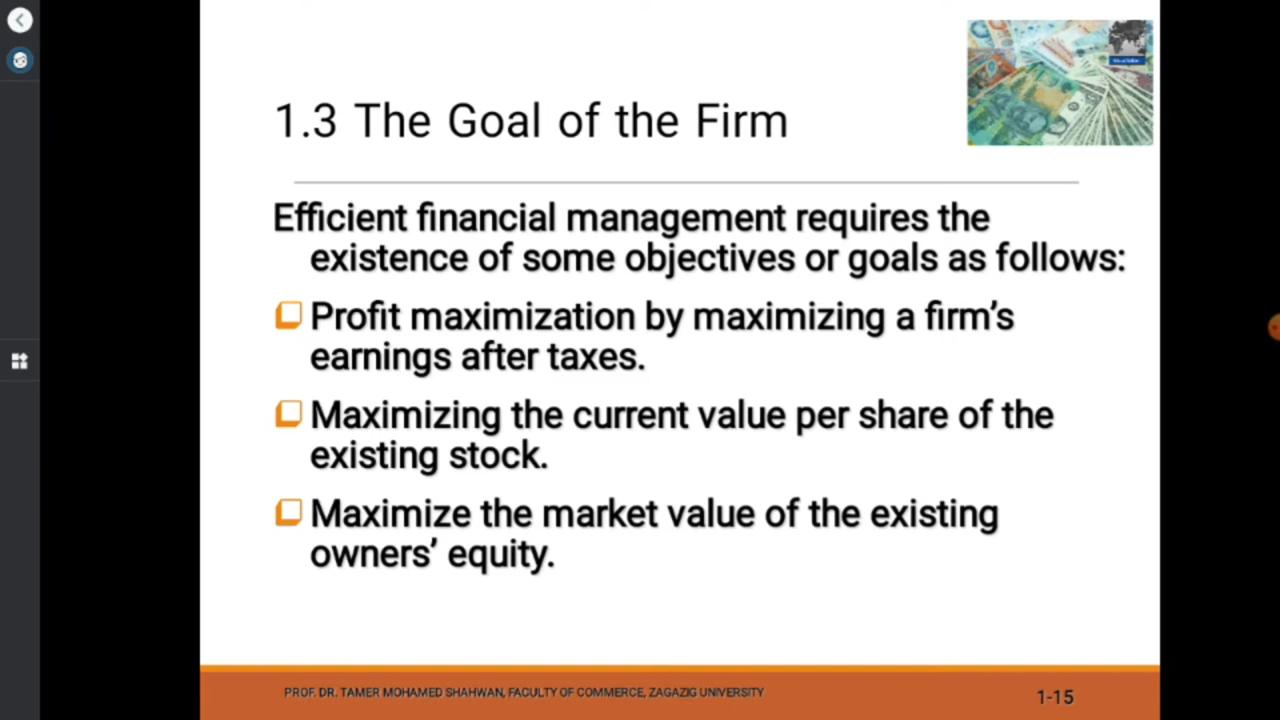 1.3 The Goal of the Firm
Efficient financial management requires the
existence of some objectives or goals as follows:
Profit maximization by maximizing a firm’s
earnings after taxes.
Maximizing the current value per share of the
existing stock.
Maximize the market value of the existing
owners’ equity.
PROF. DR. TAMER MOHAMED SHAHWAN, FACULTY OF COMMERCE, ZAGAZIG UNIVERSITY
1-15